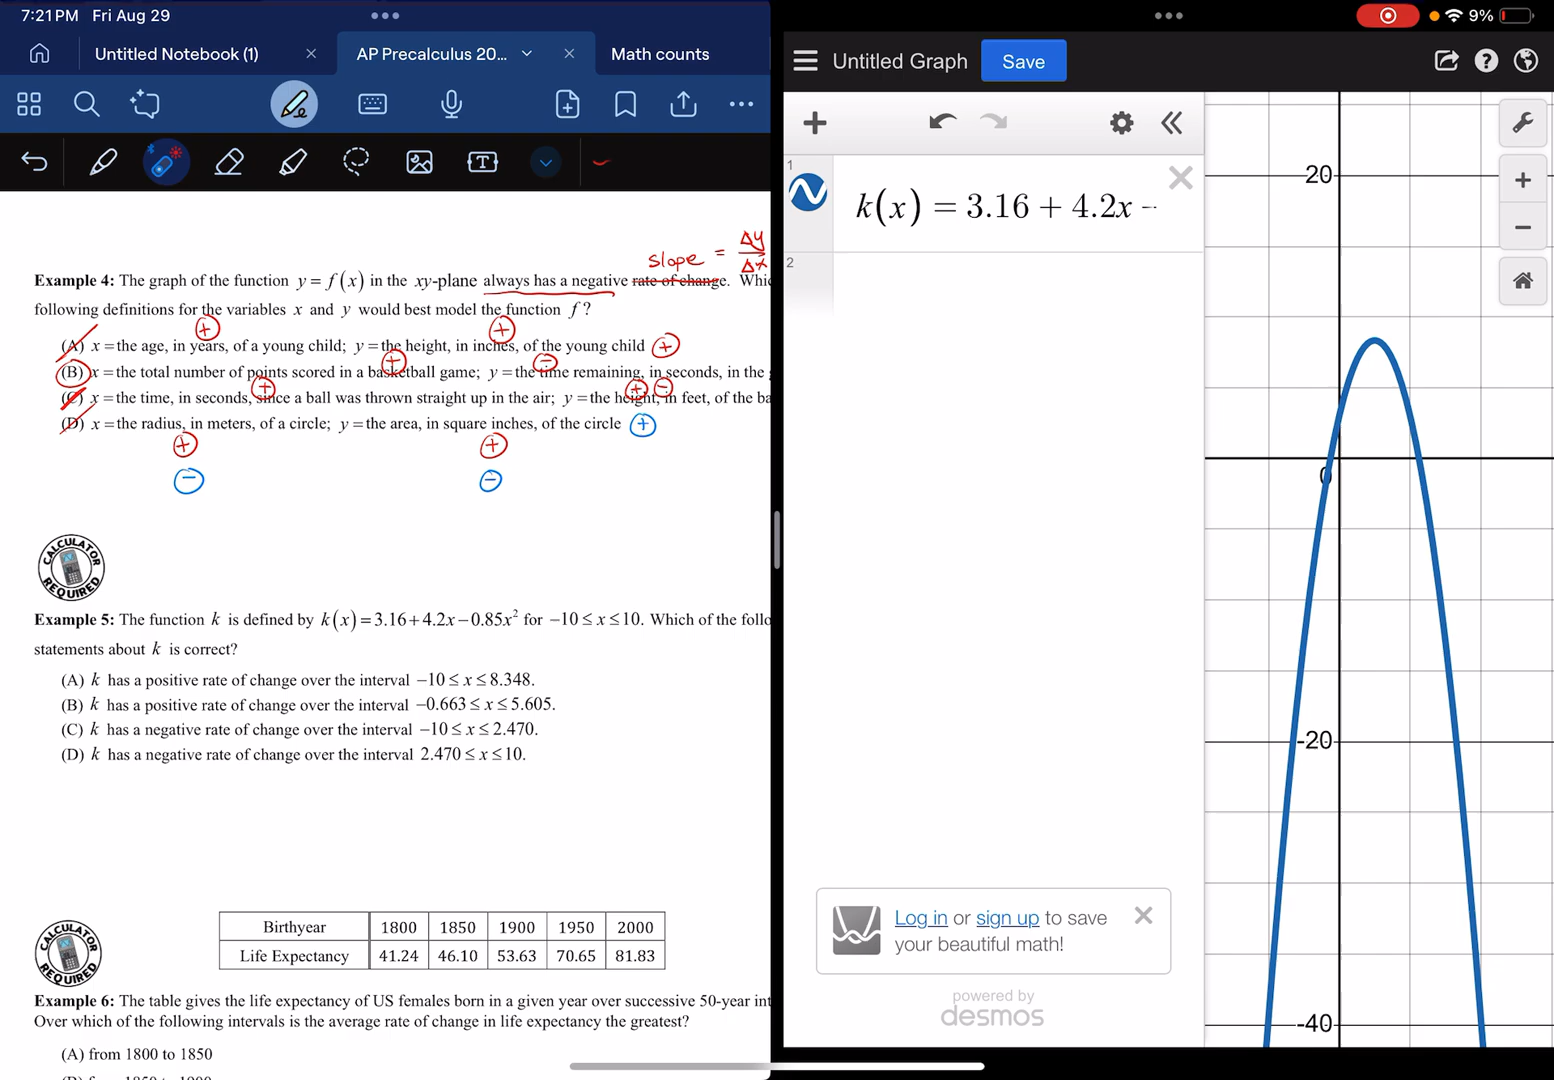 7:21 PM Fri Aug 29
9%
Untitled Notebook (1)
AP Precalculus 20...
Math counts
Untitled Graph
Save
T
slope = Δy/Δx
Example 4: The graph of the function y = f(x) in the xy-plane always has a negative rate of change. Whic
following definitions for the variables x and y would best model the function f?
(A) x = the age, in years, of a young child; y = the height, in inches, of the young child +
(B) x = the total number of points scored in a basketball game; y = the time remaining, in seconds, in the
(C) x = the time, in seconds, since a ball was thrown straight up in the air; y = the height, in feet, of the ba
(D) x = the radius, in meters, of a circle; y = the area, in square inches, of the circle +
+ +
− −
CALCULATOR REQUIRED
Example 5: The function k is defined by k(x) = 3.16 + 4.2x − 0.85x² for −10 ≤ x ≤ 10. Which of the follo
statements about k is correct?
(A) k has a positive rate of change over the interval −10 ≤ x ≤ 8.348.
(B) k has a positive rate of change over the interval −0.663 ≤ x ≤ 5.605.
(C) k has a negative rate of change over the interval −10 ≤ x ≤ 2.470.
(D) k has a negative rate of change over the interval 2.470 ≤ x ≤ 10.
CALCULATOR REQUIRED
Birthyear 1800 1850 1900 1950 2000
Life Expectancy 41.24 46.10 53.63 70.65 81.83
Example 6: The table gives the life expectancy of US females born in a given year over successive 50-year int
Over which of the following intervals is the average rate of change in life expectancy the greatest?
(A) from 1800 to 1850
1
k(x) = 3.16 + 4.2x −
2
Log in or sign up to save
your beautiful math!
powered by
desmos
20
0
-20
-40